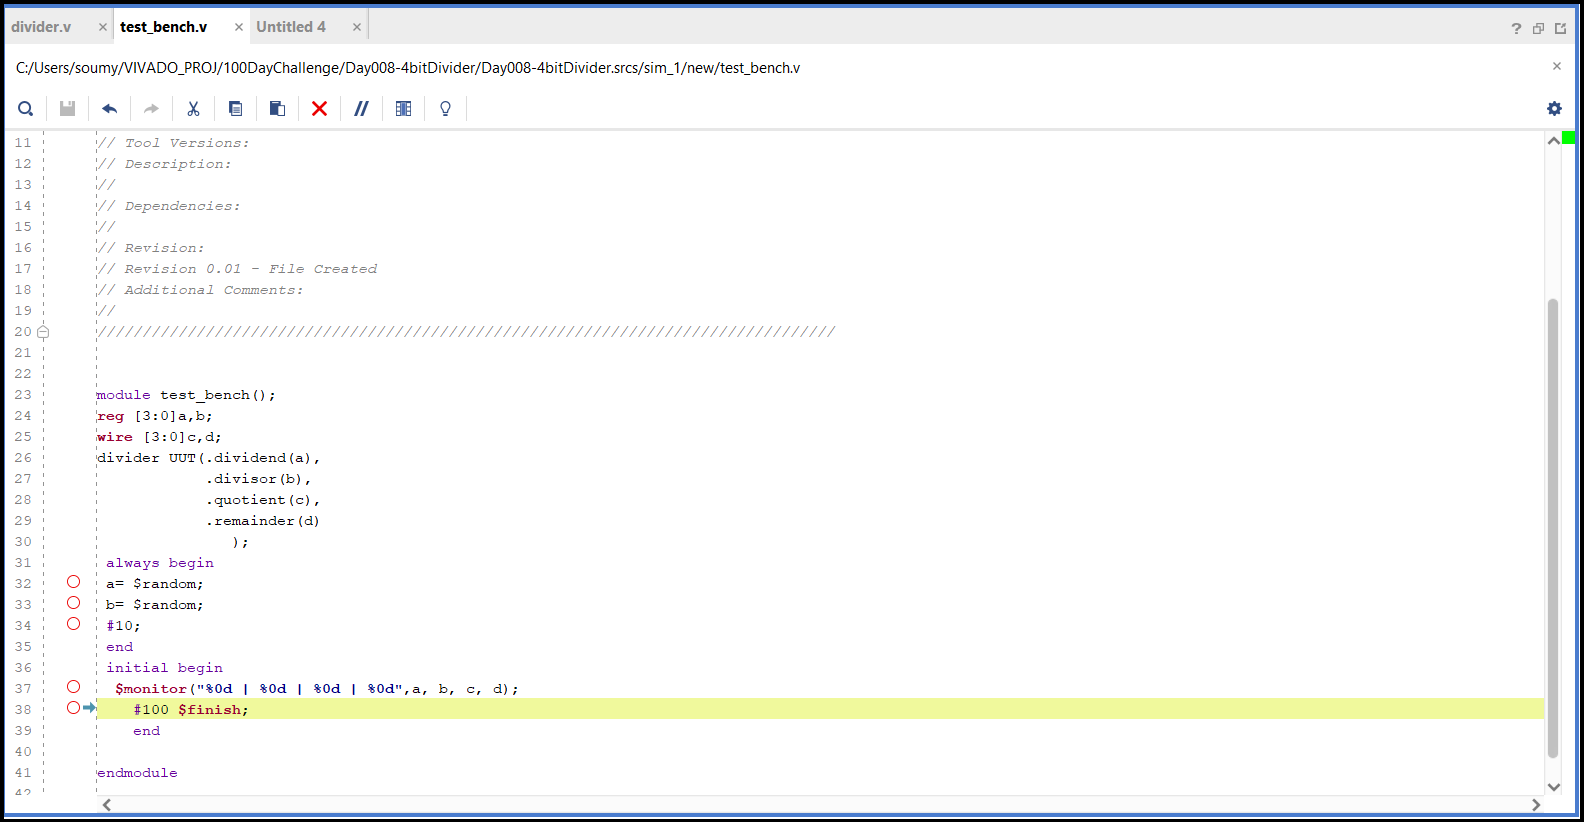 divider.v × test_bench.v × Untitled 4 × ?
C:/Users/soumy/VIVADO_PROJ/100DayChallenge/Day008-4bitDivider/Day008-4bitDivider.srcs/sim_1/new/test_bench.v ×
11 // Tool Versions:
12 // Description:
13 //
14 // Dependencies:
15 //
16 // Revision:
17 // Revision 0.01 - File Created
18 // Additional Comments:
19 //
20 //////////////////////////////////////////////////////////////////////////////////
21
22
23 module test_bench();
24 reg [3:0]a,b;
25 wire [3:0]c,d;
26 divider UUT(.dividend(a),
27 .divisor(b),
28 .quotient(c),
29 .remainder(d)
30 );
31 always begin
32 a= $random;
33 b= $random;
34 #10;
35 end
36 initial begin
37 $monitor("%0d | %0d | %0d | %0d",a, b, c, d);
38 #100 $finish;
39 end
40
41 endmodule
42